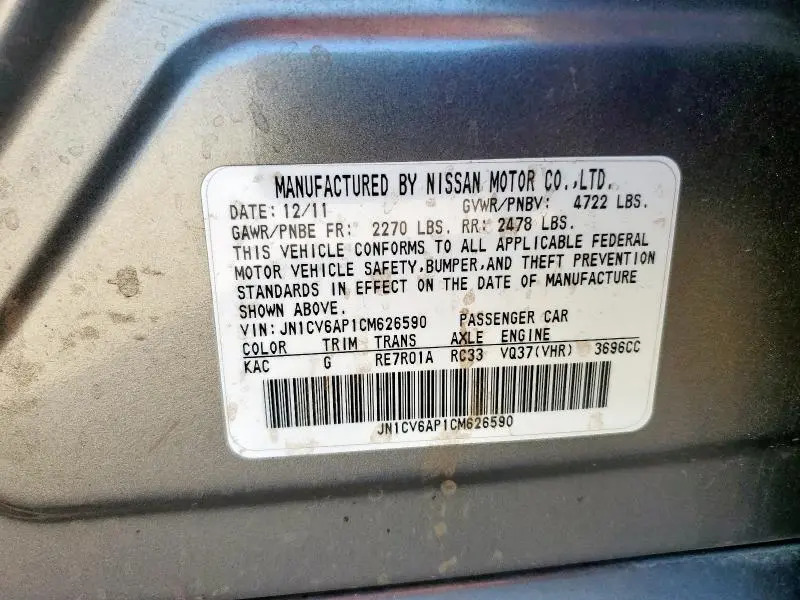 MANUFACTURED BY NISSAN MOTOR CO.,LTD.
DATE: 12/11 GVWR/PNBV: 4722 LBS.
GAWR/PNBE FR: 2270 LBS. RR: 2478 LBS.
THIS VEHICLE CONFORMS TO ALL APPLICABLE FEDERAL
MOTOR VEHICLE SAFETY,BUMPER,AND THEFT PREVENTION
STANDARDS IN EFFECT ON THE DATE OF MANUFACTURE
SHOWN ABOVE.
VIN: JN1CV6AP1CM626590 PASSENGER CAR
COLOR TRIM TRANS AXLE ENGINE
KAC G RE7R01A RC33 VQ37(VHR) 3696CC
JN1CV6AP1CM626590